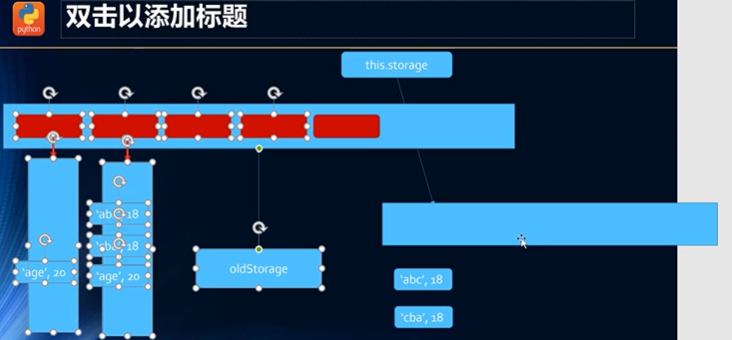 双击以添加标题
python
this.storage
'abc', 18
'cba', 18
'age', 20
'age', 20
oldStorage
'abc', 18
'cba', 18